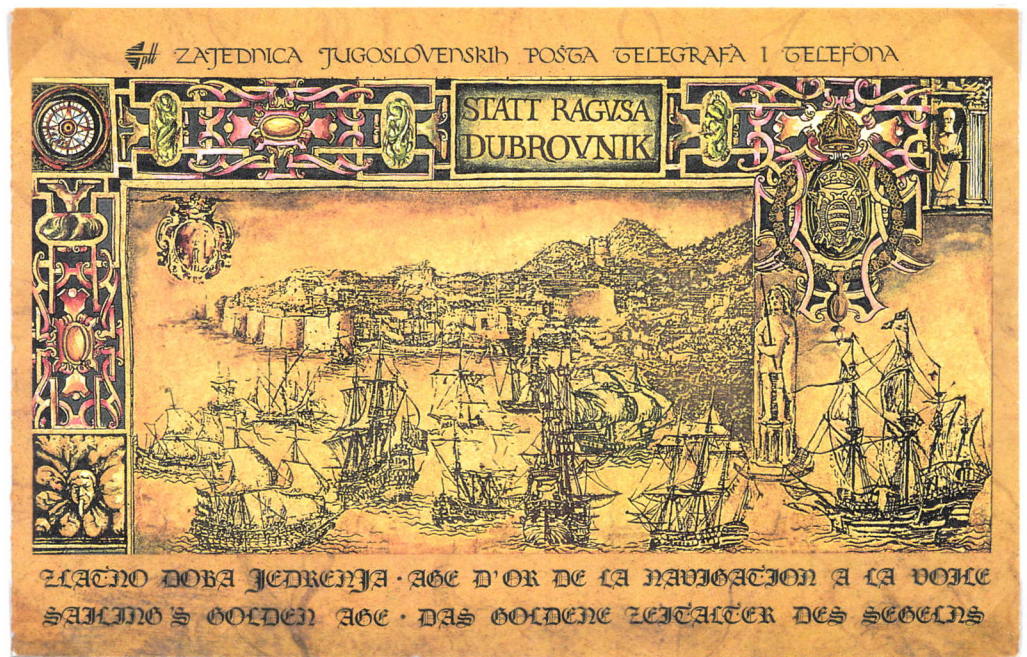 ptt ZAJEDNICA JUGOSLOVENSKIH POŠTA TELEGRAFA I TELEFONA
STATT RAGVSA
DUBROVNIK
ZLATNO DOBA JEDRENJA · AGE D'OR DE LA NAVIGATION A LA VOILE
SAILING'S GOLDEN AGE · DAS GOLDENE ZEITALTER DES SEGELNS